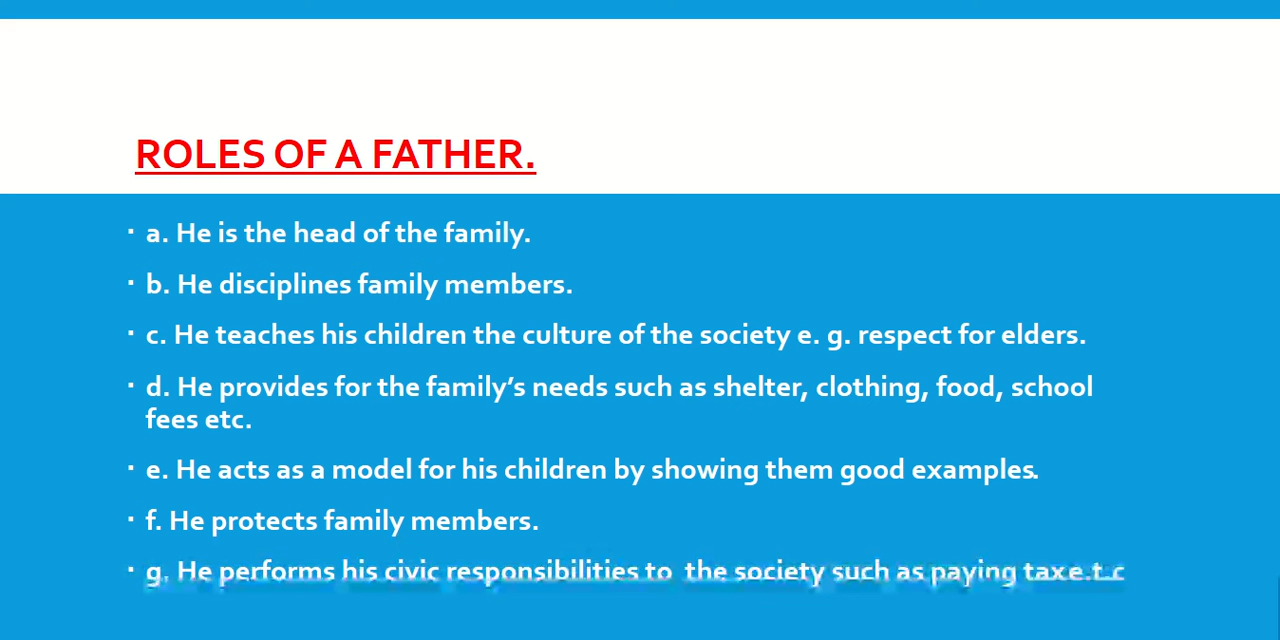 ROLES OF A FATHER.
▪ a. He is the head of the family.
▪ b. He disciplines family members.
▪ c. He teaches his children the culture of the society e. g. respect for elders.
▪ d. He provides for the family’s needs such as shelter, clothing, food, school
fees etc.
▪ e. He acts as a model for his children by showing them good examples.
▪ f. He protects family members.
▪ g. He performs his civic responsibilities to the society such as paying tax e.t.c